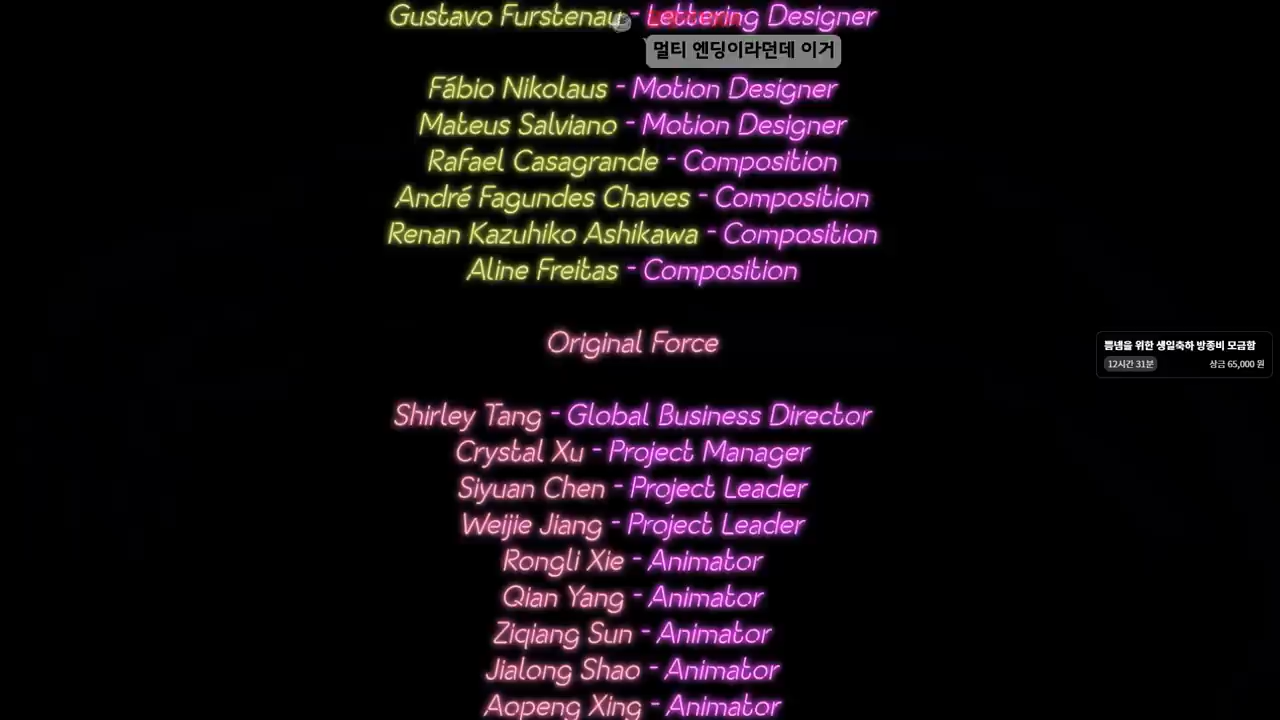 Gustavo Furstenau - Lettering Designer
멀티 엔딩이라던데 이거
Fábio Nikolaus - Motion Designer
Mateus Salviano - Motion Designer
Rafael Casagrande - Composition
André Fagundes Chaves - Composition
Renan Kazuhiko Ashikawa - Composition
Aline Freitas - Composition
Original Force
뽐넴을 위한 생일축하 방종비 모금함
12시간 31분
상금 65,000 원
Shirley Tang - Global Business Director
Crystal Xu - Project Manager
Siyuan Chen - Project Leader
Weijie Jiang - Project Leader
Rongli Xie - Animator
Qian Yang - Animator
Ziqiang Sun - Animator
Jialong Shao - Animator
Aopeng Xing - Animator